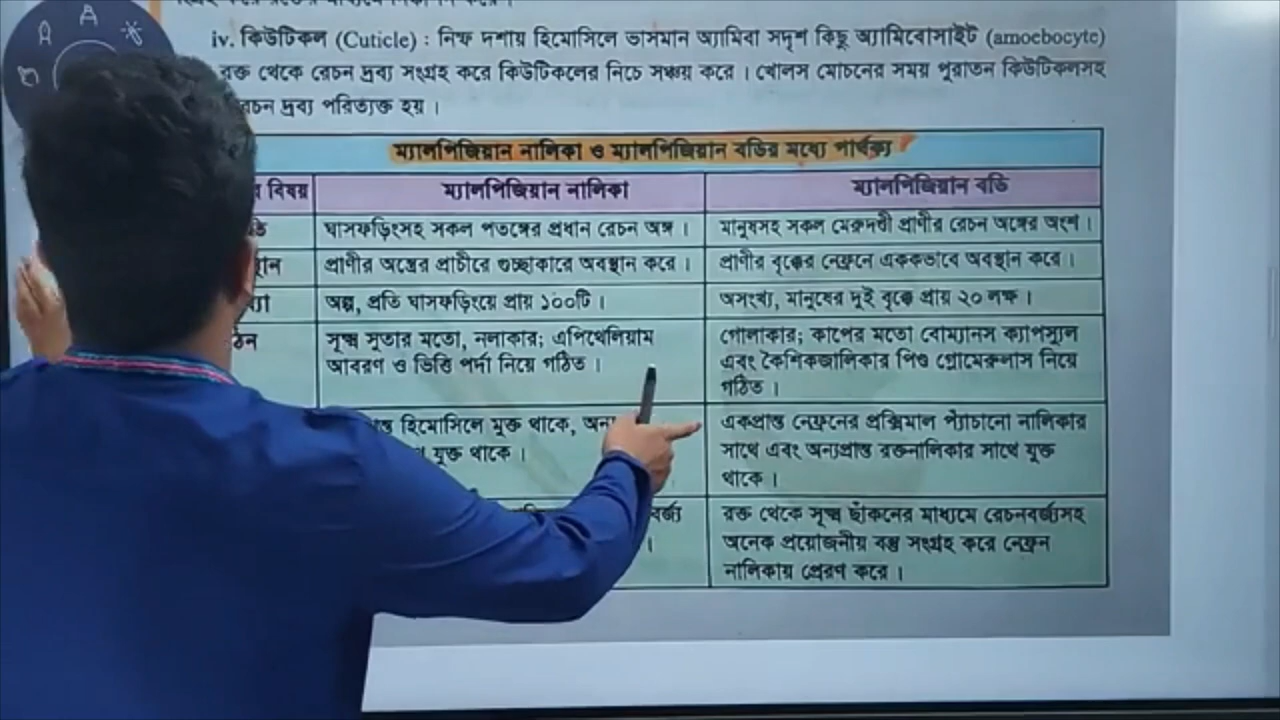 iv. কিউটিকল (Cuticle) : নিম্ফ দশায় হিমোসিলে ভাসমান অ্যামিবা সদৃশ কিছু অ্যামিবোসাইট (amoebocyte)
রক্ত থেকে রেচন দ্রব্য সংগ্রহ করে কিউটিকলের নিচে সঞ্চয় করে । খোলস মোচনের সময় পুরাতন কিউটিকলসহ
দ্রব্য পরিত্যক্ত হয় ।
ম্যালপিজিয়ান নালিকা ও ম্যালপিজিয়ান বডির মধ্যে পার্থক্য
বিষয় ম্যালপিজিয়ান নালিকা ম্যালপিজিয়ান বডি
ঘাসফড়িংসহ সকল পতঙ্গের প্রধান রেচন অঙ্গ । মানুষসহ সকল মেরুদণ্ডী প্রাণীর রেচন অঙ্গের অংশ ।
প্রাণীর অন্ত্রের প্রাচীরে গুচ্ছাকারে অবস্থান করে । প্রাণীর বৃক্কের নেফ্রনে এককভাবে অবস্থান করে ।
অল্প, প্রতি ঘাসফড়িংয়ে প্রায় ১০০টি । অসংখ্য, মানুষের দুই বৃক্কে প্রায় ২০ লক্ষ ।
সূক্ষ্ম সুতার মতো, নলাকার; এপিথেলিয়াম
আবরণ ও ভিত্তি পর্দা নিয়ে গঠিত ।
গোলাকার; কাপের মতো বোম্যানস ক্যাপস্যুল
এবং কৈশিকজালিকার পিণ্ড গ্লোমেরুলাস নিয়ে
গঠিত ।
হিমোসিলে মুক্ত থাকে,
যুক্ত থাকে ।
একপ্রান্ত নেফ্রনের প্রক্সিমাল প্যাঁচানো নালিকার
সাথে এবং অন্যপ্রান্ত রক্তনালিকার সাথে যুক্ত
থাকে ।
বর্জ্য
রক্ত থেকে সূক্ষ্ম ছাঁকনের মাধ্যমে রেচনবর্জ্যসহ
অনেক প্রয়োজনীয় বস্তু সংগ্রহ করে নেফ্রন
নালিকায় প্রেরণ করে ।